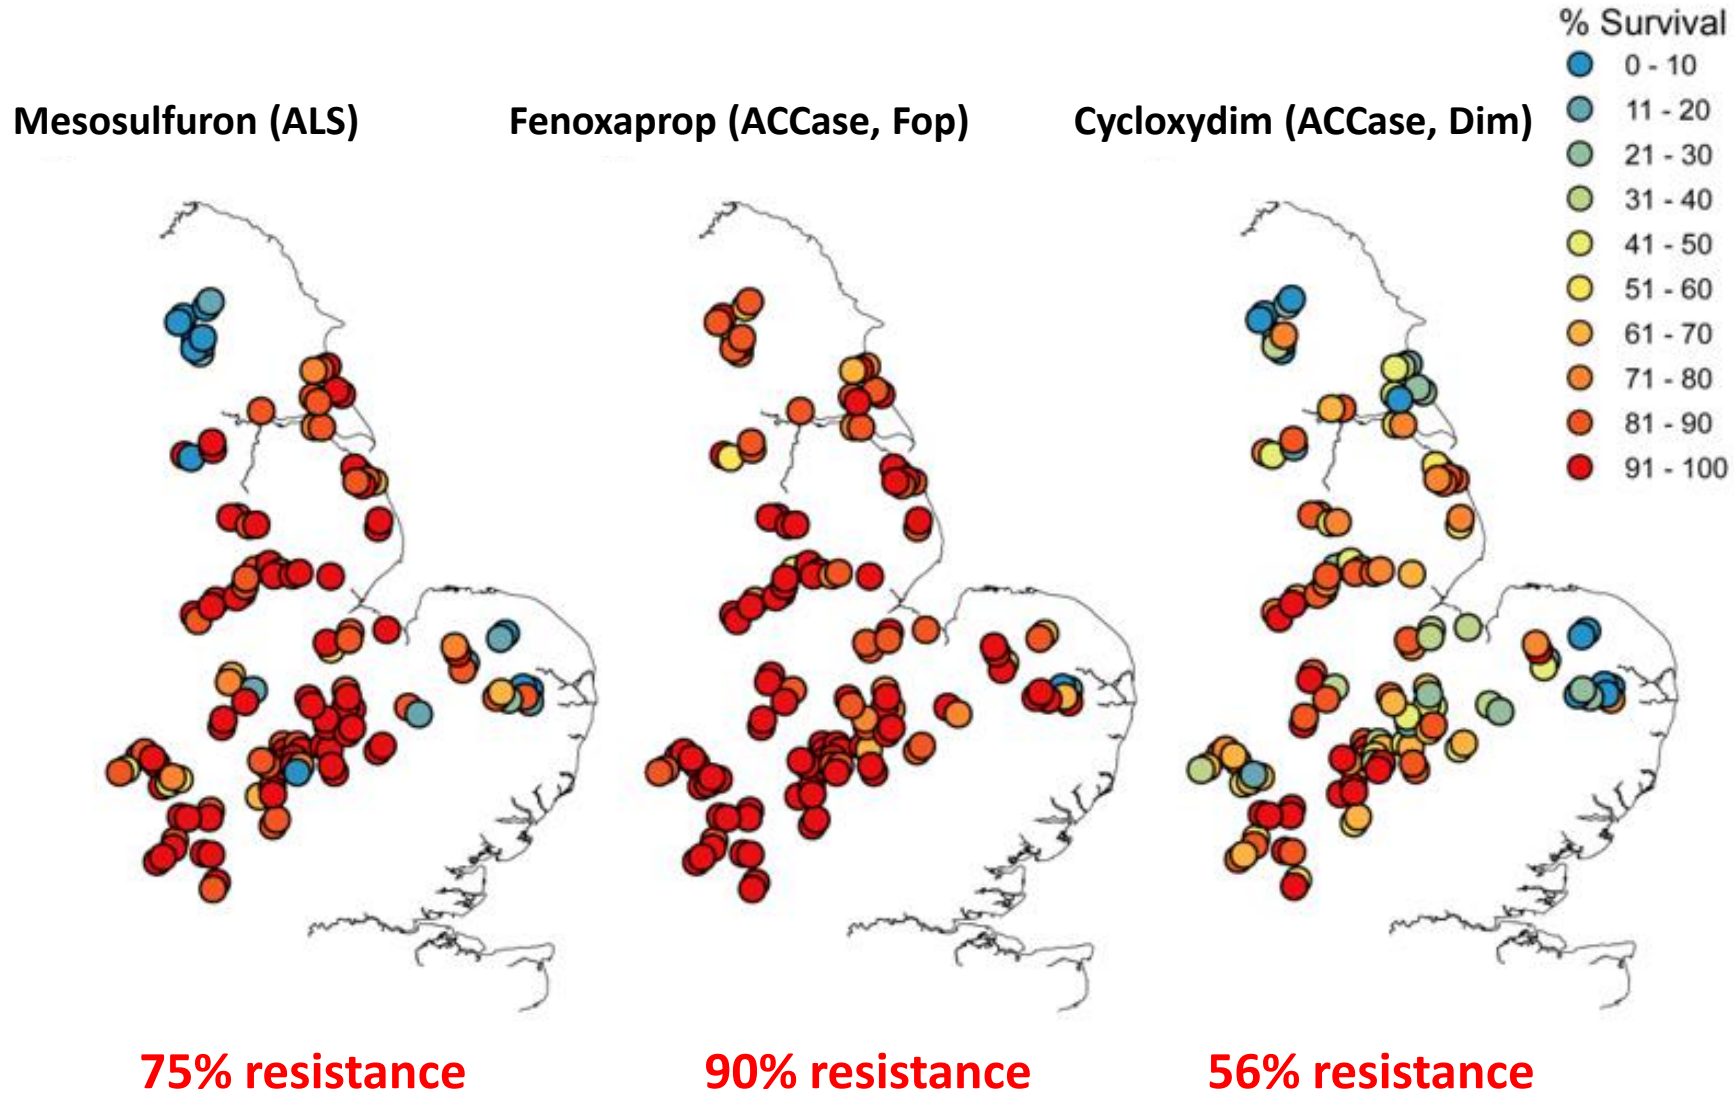 % Survival
0 - 10
11 - 20
21 - 30
31 - 40
41 - 50
51 - 60
61 - 70
71 - 80
81 - 90
91 - 100
Mesosulfuron (ALS)
Fenoxaprop (ACCase, Fop)
Cycloxydim (ACCase, Dim)
75% resistance
90% resistance
56% resistance